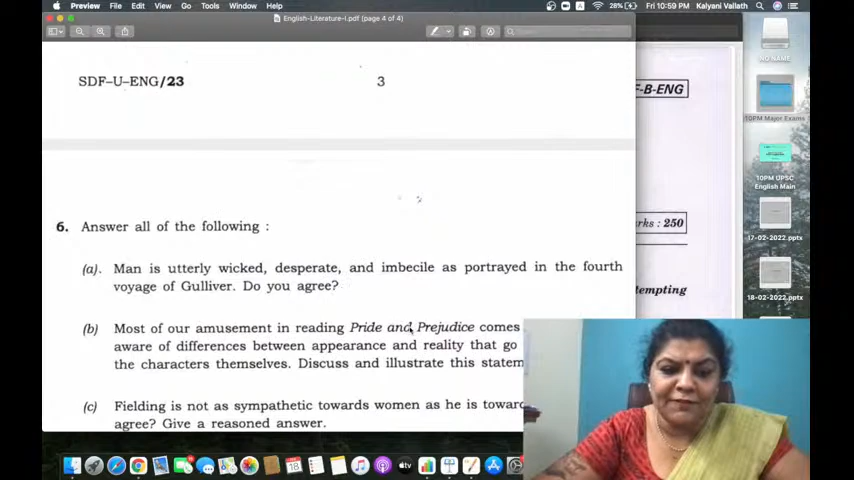 Preview File Edit View Go Tools Window Help
28% Fri 10:59 PM Kalyani Vallath
English-Literature-I.pdf (page 4 of 4)
Search
SDF–U–ENG/23 3
F-B-ENG
rks : 250
tempting
6. Answer all of the following :
(a). Man is utterly wicked, desperate, and imbecile as portrayed in the fourth
voyage of Gulliver. Do you agree?
(b) Most of our amusement in reading Pride and Prejudice comes
aware of differences between appearance and reality that go
the characters themselves. Discuss and illustrate this statem
(c) Fielding is not as sympathetic towards women as he is towar
agree? Give a reasoned answer.
NO NAME
10PM Major Exams
10PM UPSC
English Main
17-02-2022.pptx
18-02-2022.pptx